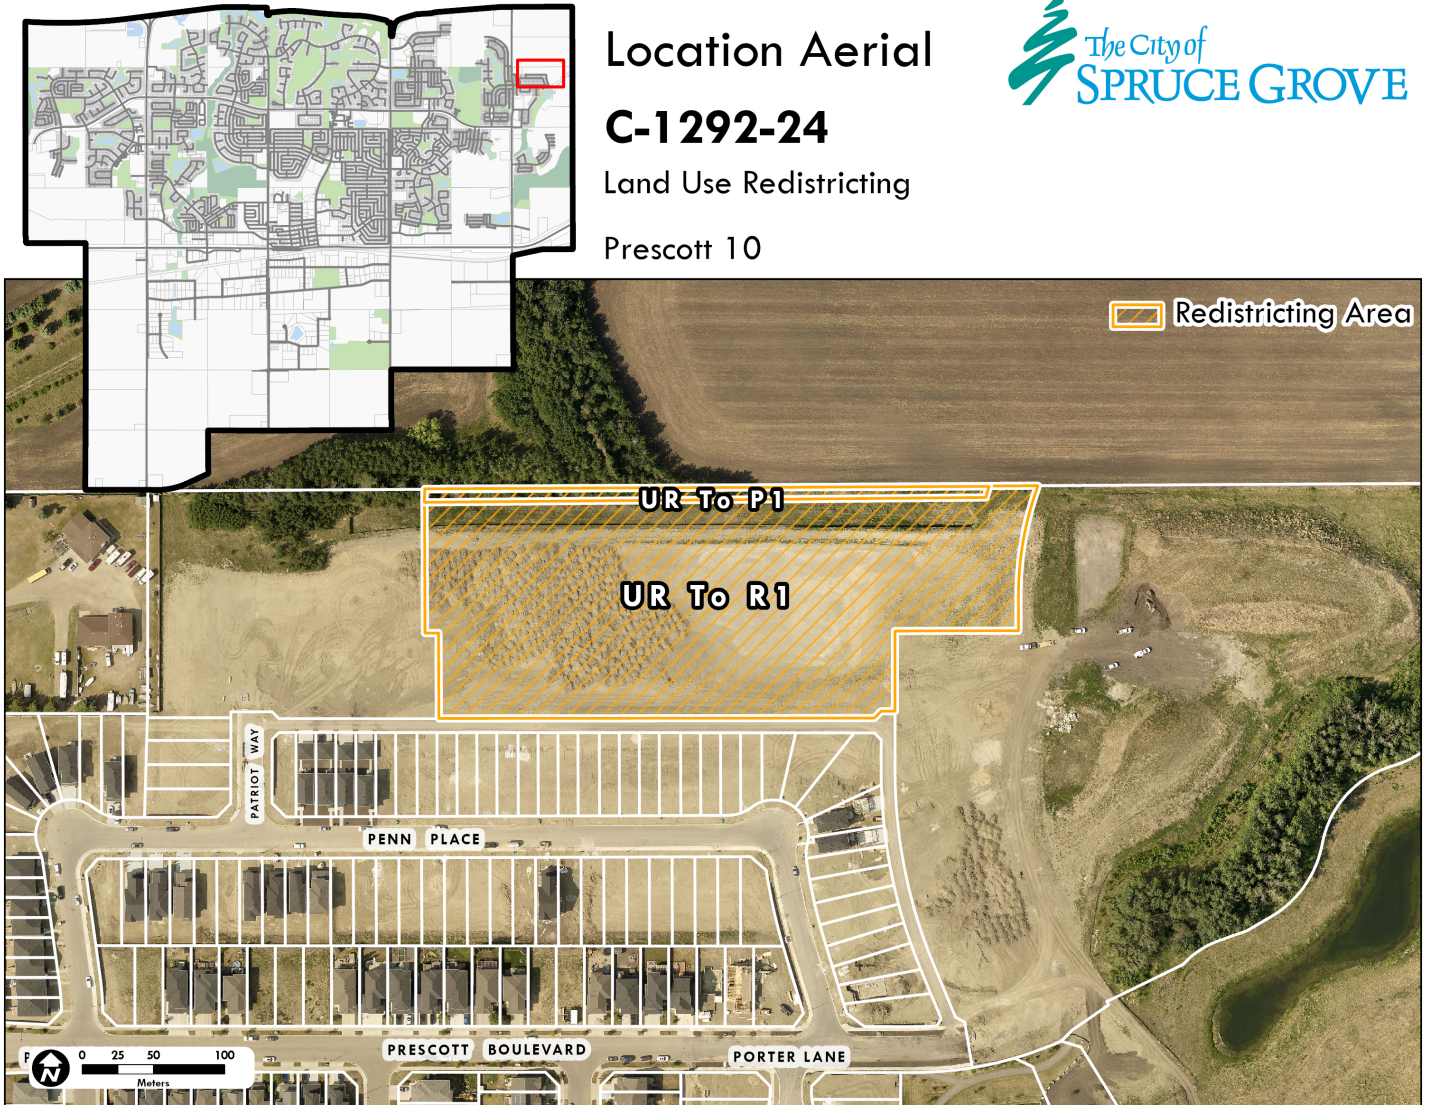 Location Aerial
The City of
SPRUCE GROVE
C-1292-24
Land Use Redistricting
Prescott 10
Redistricting Area
UR To P1
UR To R1
PATRIOT WAY
PENN PLACE
PRESCOTT BOULEVARD
PORTER LANE
N
0 25 50 100
Meters